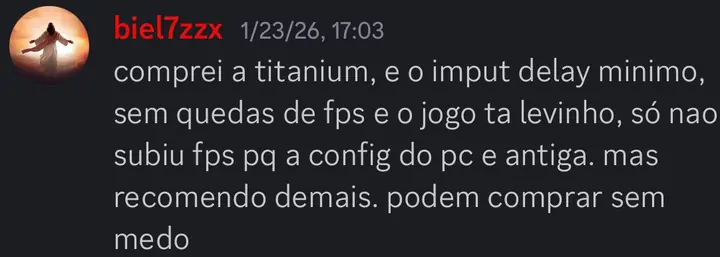 biel7zzx 1/23/26, 17:03
comprei a titanium, e o imput delay minimo,
sem quedas de fps e o jogo ta levinho, só nao
subiu fps pq a config do pc e antiga. mas
recomendo demais. podem comprar sem
medo